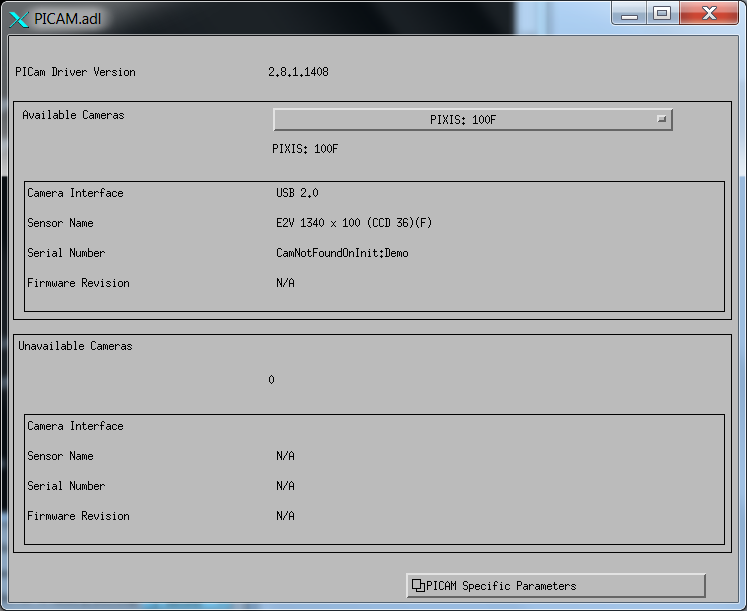 PICAM.adl
PICam Driver Version 2.8.1.1408
Available Cameras PIXIS: 100F
PIXIS: 100F
Camera Interface USB 2.0
Sensor Name E2V 1340 x 100 (CCD 36)(F)
Serial Number CamNotFoundOnInit:Demo
Firmware Revision N/A
Unavailable Cameras
0
Camera Interface
Sensor Name N/A
Serial Number N/A
Firmware Revision N/A
PICAM Specific Parameters